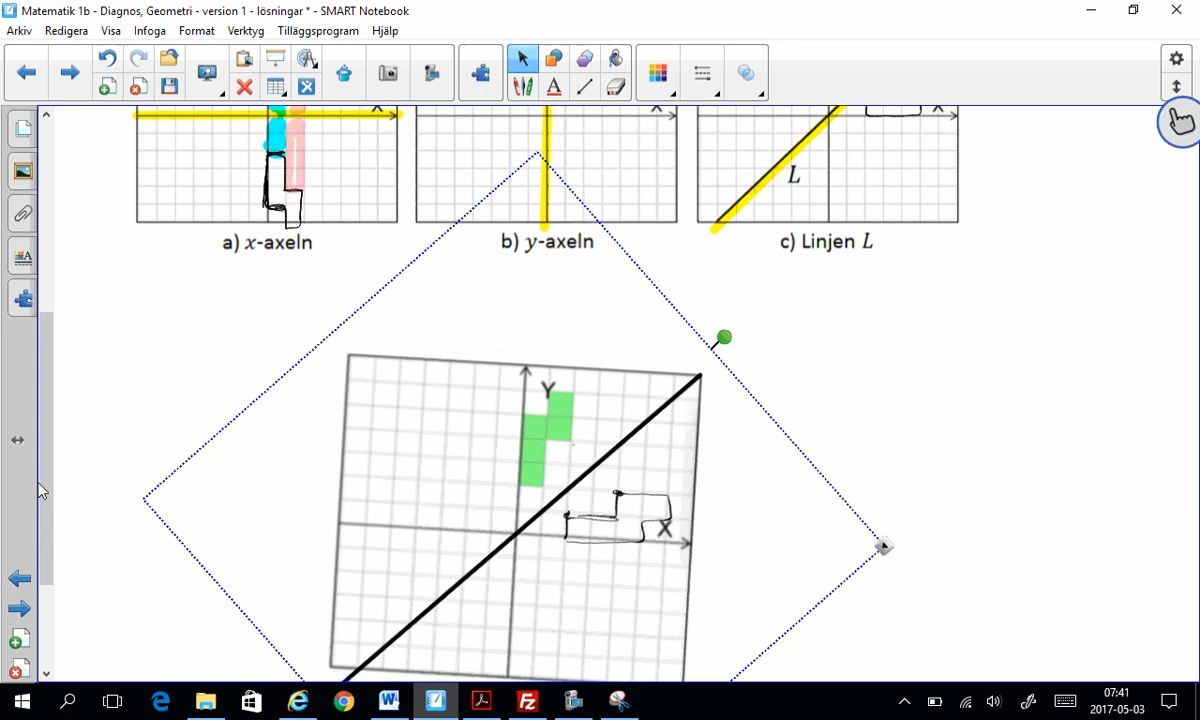 Matematik 1b - Diagnos, Geometri - version 1 - lösningar * - SMART Notebook
Arkiv Redigera Visa Infoga Format Verktyg Tilläggsprogram Hjälp
L
a) x-axeln b) y-axeln c) Linjen L
Y
X
07:41
2017-05-03